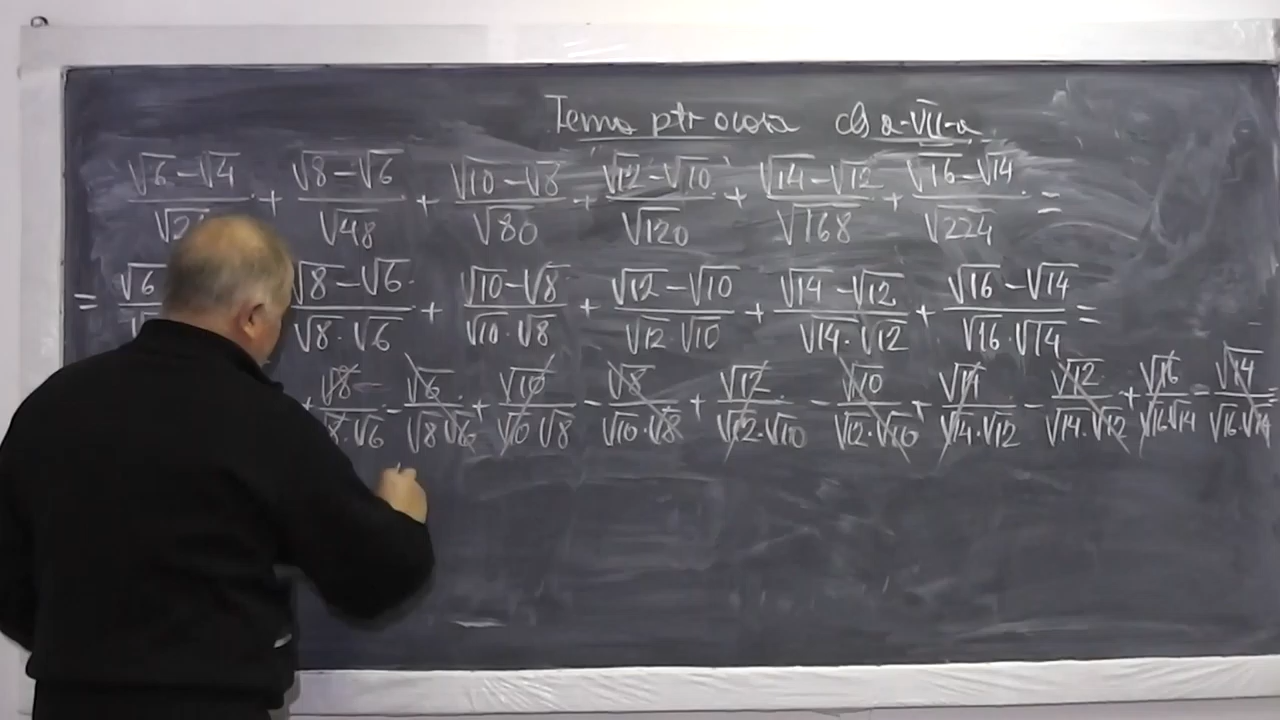 Tema ptr acasa cls a-VII-a
(√6-√4)/√2 + (√8-√6)/√48 + (√10-√8)/√80 + (√12-√10)/√120 + (√14-√12)/√168 + (√16-√14)/√224 =
= √6 (√8-√6)/(√8·√6) + (√10-√8)/(√10·√8) + (√12-√10)/(√12·√10) + (√14-√12)/(√14·√12) + (√16-√14)/(√16·√14) =
+ √8/(√8·√6) - √6/(√8·√6) + √10/(√10·√8) - √8/(√10·√8) + √12/(√12·√10) - √10/(√12·√10) + √14/(√14·√12) - √12/(√14·√12) + √16/(√16·√14) - √14/(√16·√14) =